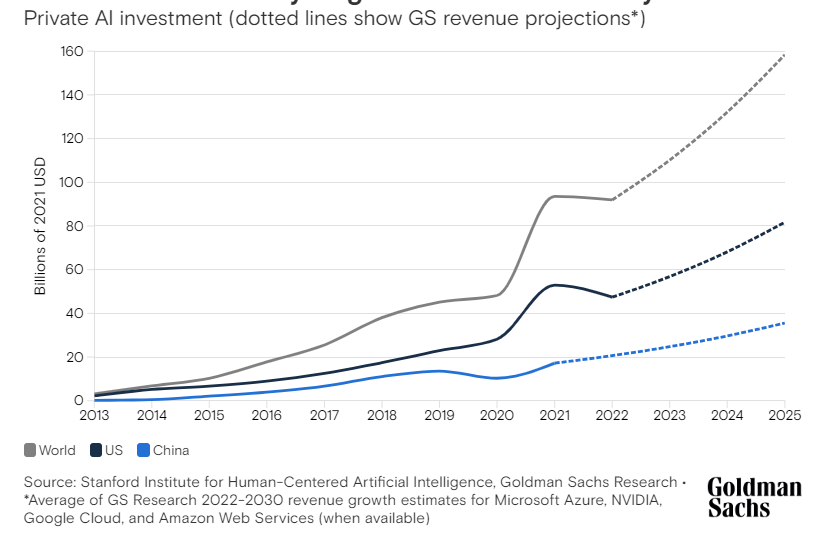 Private AI investment (dotted lines show GS revenue projections*)
Billions of 2021 USD
160
140
120
100
80
60
40
20
0
2013 2014 2015 2016 2017 2018 2019 2020 2021 2022 2023 2024 2025
World US China
Source: Stanford Institute for Human-Centered Artificial Intelligence, Goldman Sachs Research •
*Average of GS Research 2022-2030 revenue growth estimates for Microsoft Azure, NVIDIA,
Google Cloud, and Amazon Web Services (when available)
Goldman
Sachs